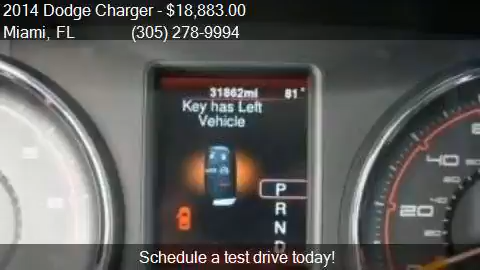 2014 Dodge Charger - $18,883.00
Miami, FL (305) 278-9994
31862mi 81°
Key has Left
Vehicle
P
R
N
D
40
20
Schedule a test drive today!